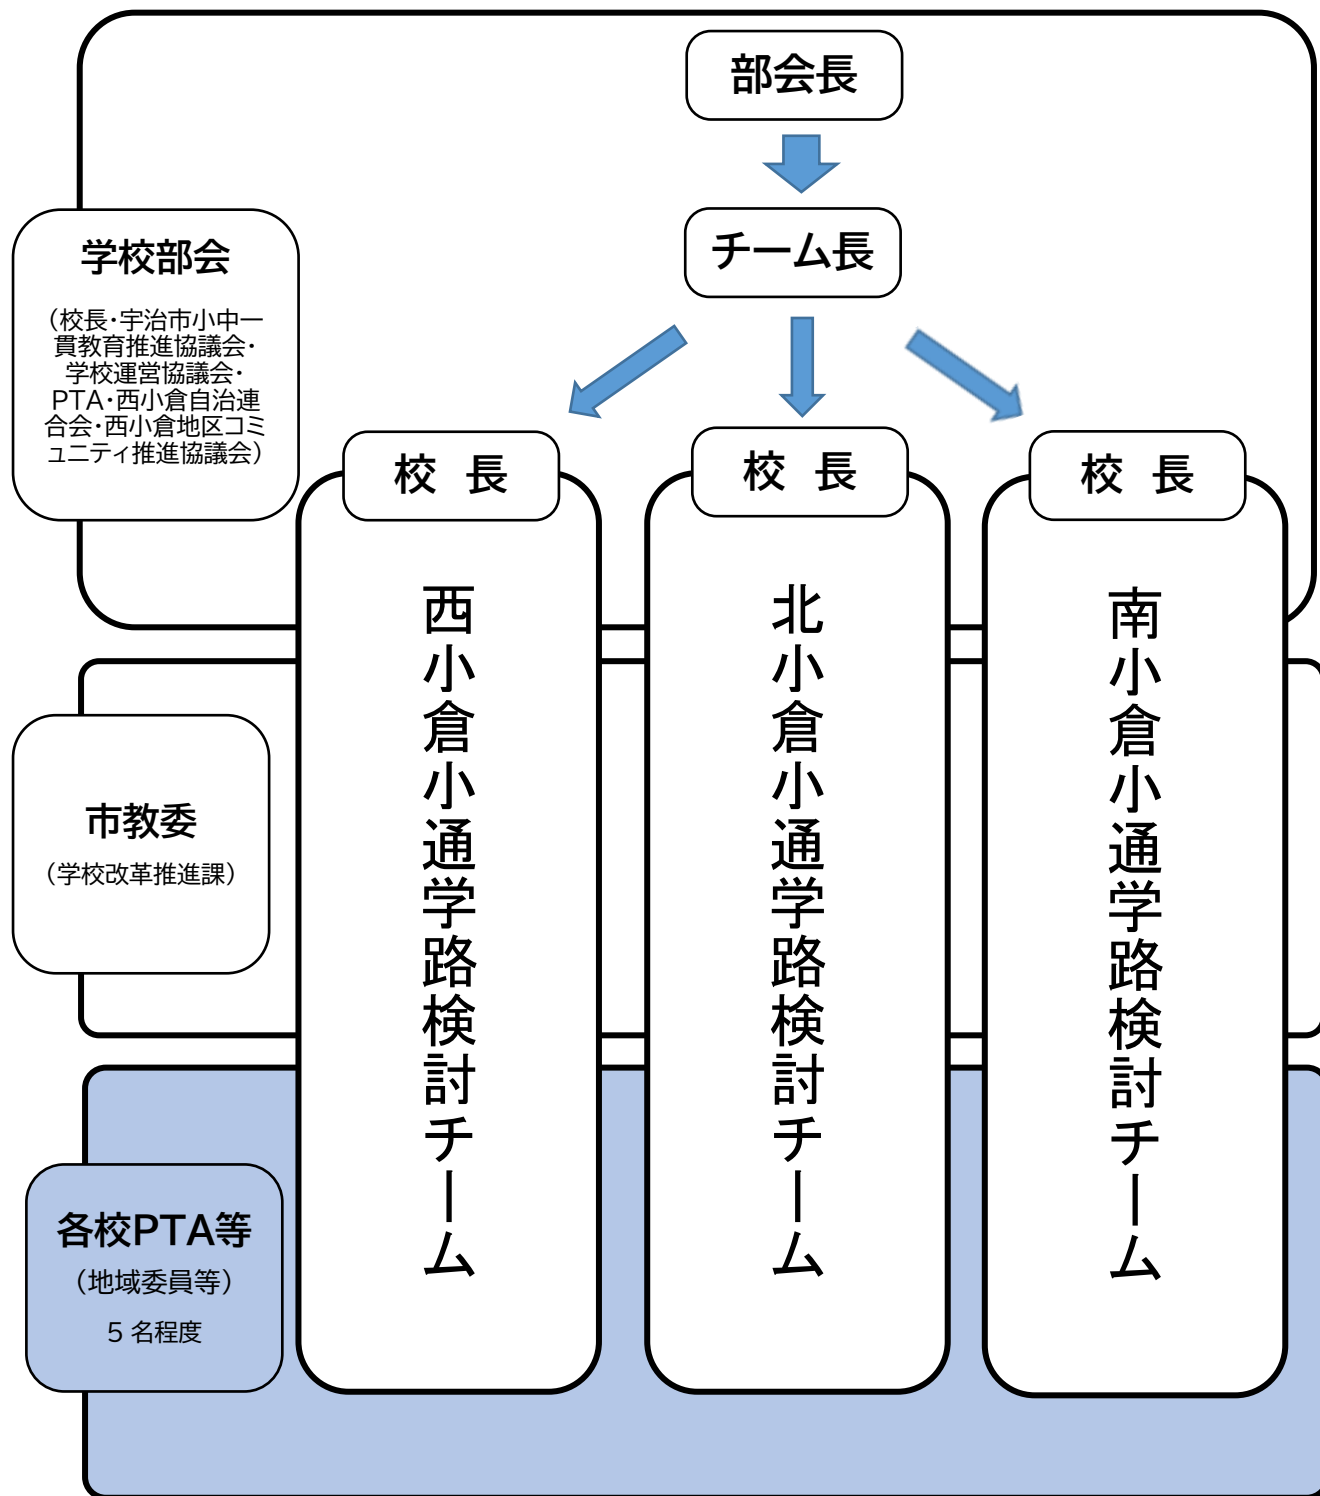 部会長
チーム長
学校部会
（校長・宇治市小中一
貫教育推進協議会・
学校運営協議会・
PTA・西小倉自治連
合会・西小倉地区コミ
ュニティ推進協議会）
校 長
校 長
校 長
西小倉小通学路検討チーム
北小倉小通学路検討チーム
南小倉小通学路検討チーム
市教委
（学校改革推進課）
各校PTA等
（地域委員等）
５名程度